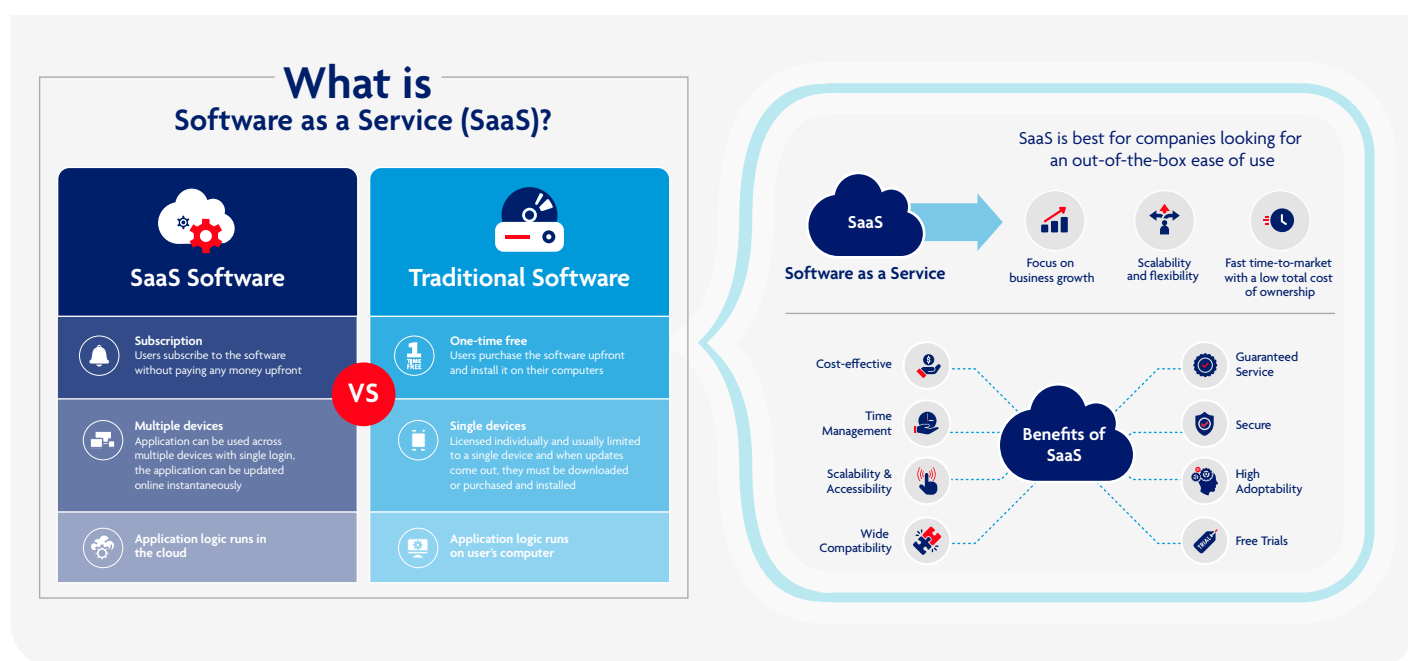 What is
Software as a Service (SaaS)?
SaaS Software
Subscription
Users subscribe to the software
without paying any money upfront
Multiple devices
Application can be used across
multiple devices with single login,
the application can be updated
online instantaneously
Application logic runs in
the cloud
VS
Traditional Software
1
TIME
FREE
One-time free
Users purchase the software upfront
and install it on their computers
Single devices
Licensed individually and usually limited
to a single device and when updates
come out, they must be downloaded
or purchased and installed
Application logic runs
on user's computer
SaaS is best for companies looking for
an out-of-the-box ease of use
SaaS
Software as a Service
Focus on
business growth
Scalability
and flexibility
Fast time-to-market
with a low total cost
of ownership
Cost-effective
Time
Management
Scalability &
Accessibility
Wide
Compatibility
Benefits of
SaaS
Guaranteed
Service
Secure
High
Adoptability
TRIAL
Free Trials